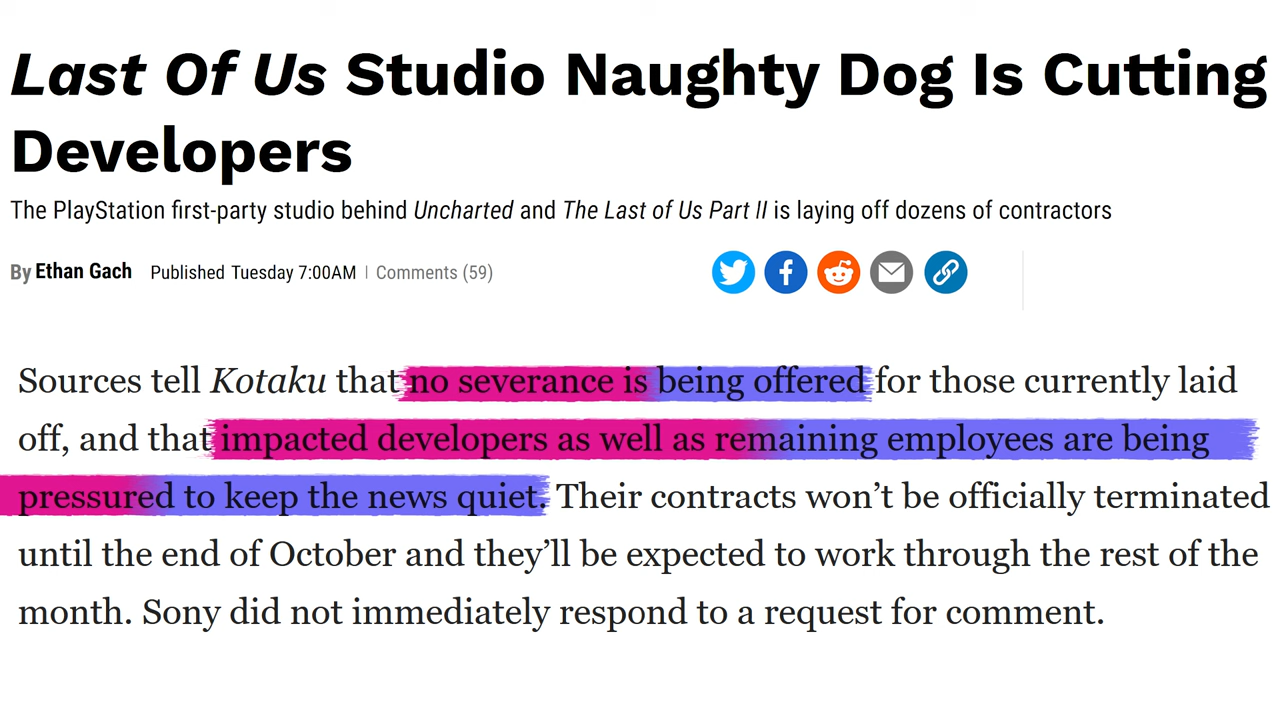 Last Of Us Studio Naughty Dog Is Cutting
Developers
The PlayStation first-party studio behind Uncharted and The Last of Us Part II is laying off dozens of contractors
By Ethan Gach Published Tuesday 7:00AM | Comments (59)
Sources tell Kotaku that no severance is being offered for those currently laid
off, and that impacted developers as well as remaining employees are being
pressured to keep the news quiet. Their contracts won’t be officially terminated
until the end of October and they’ll be expected to work through the rest of the
month. Sony did not immediately respond to a request for comment.